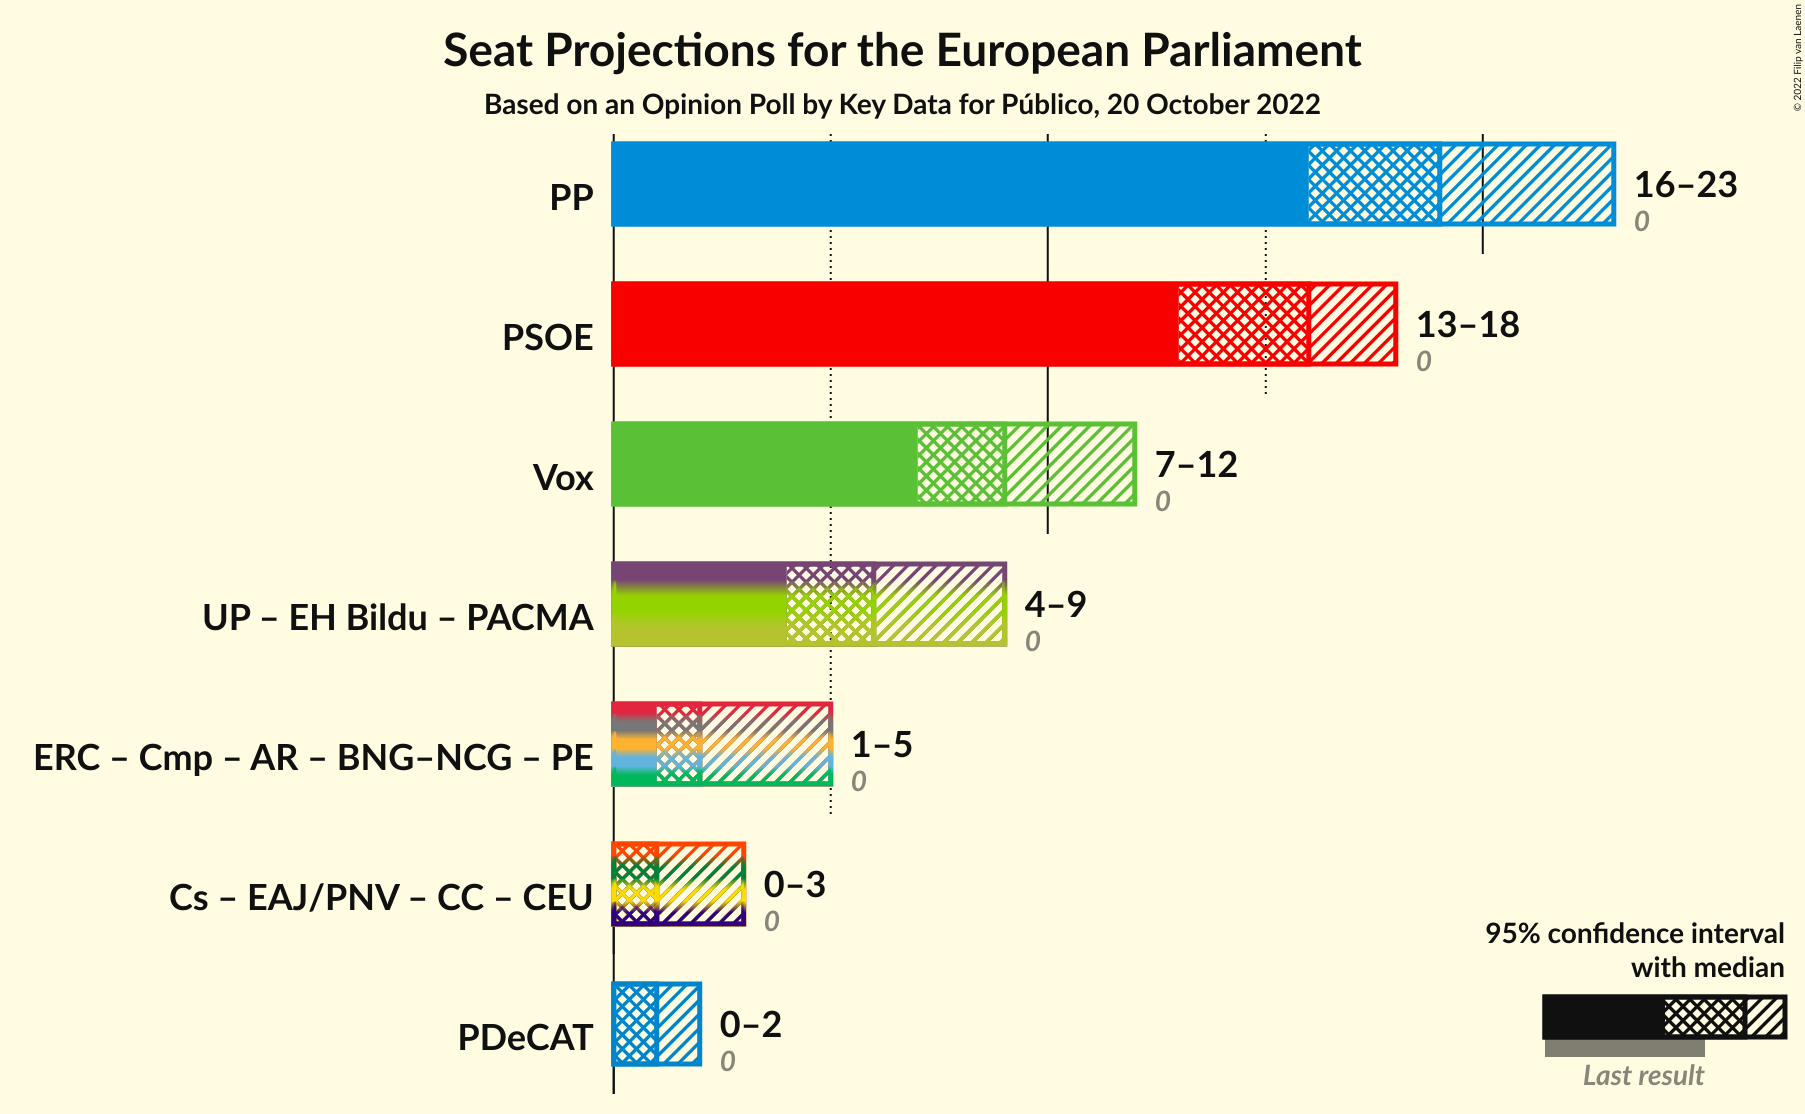 Seat Projections for the European Parliament
Based on an Opinion Poll by Key Data for Público, 20 October 2022
© 2022 Filip van Laenen
PP
16–23
0
PSOE
13–18
0
Vox
7–12
0
UP – EH Bildu – PACMA
4–9
0
ERC – Cmp – AR – BNG–NCG – PE
1–5
0
Cs – EAJ/PNV – CC – CEU
0–3
0
PDeCAT
0–2
0
95% confidence interval
with median
Last result